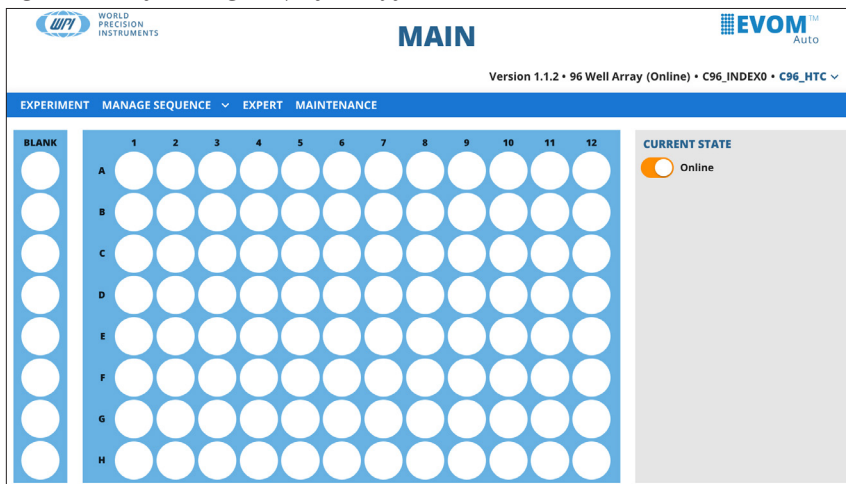 WPI WORLD
PRECISION
INSTRUMENTS
MAIN
EVOM™
Auto
Version 1.1.2 • 96 Well Array (Online) • C96_INDEX0 • C96_HTC
EXPERIMENT MANAGE SEQUENCE EXPERT MAINTENANCE
BLANK 1 2 3 4 5 6 7 8 9 10 11 12
CURRENT STATE
Online
A
B
C
D
E
F
G
H